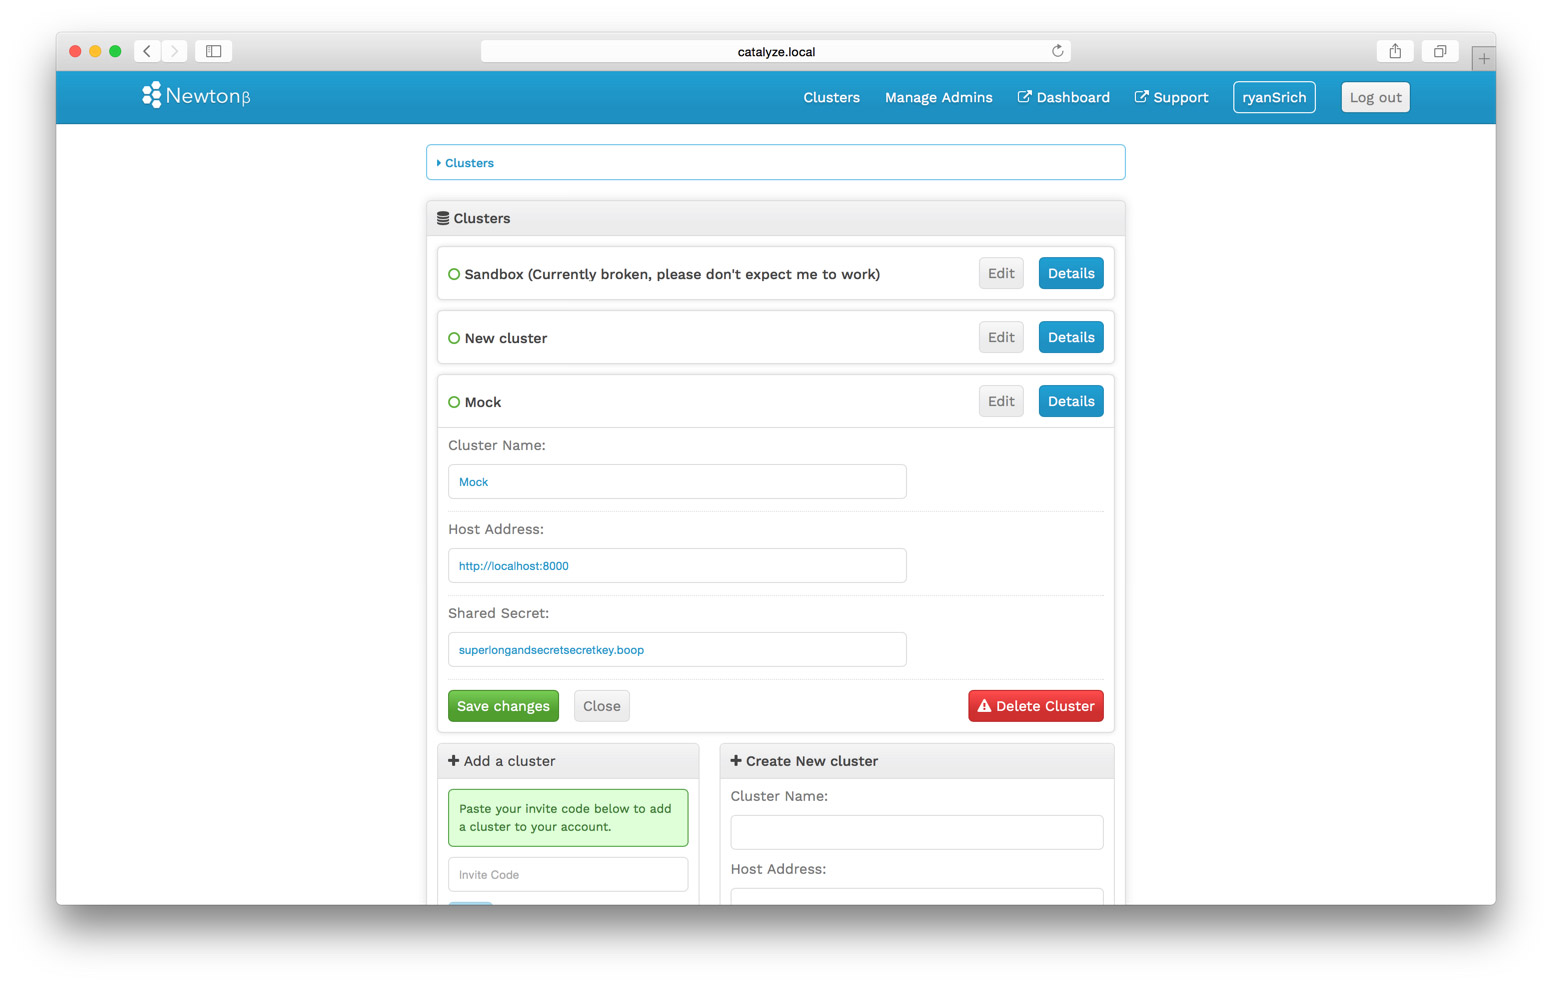 catalyze.local
Newtonβ
Clusters
Manage Admins
Dashboard
Support
ryanSrich
Log out
Clusters
Clusters
Sandbox (Currently broken, please don't expect me to work)
Edit
Details
New cluster
Edit
Details
Mock
Edit
Details
Cluster Name:
Mock
Host Address:
http://localhost:8000
Shared Secret:
superlongandsecretsecretkey.boop
Save changes
Close
Delete Cluster
Add a cluster
Paste your invite code below to add
a cluster to your account.
Invite Code
Create New cluster
Cluster Name:
Host Address: